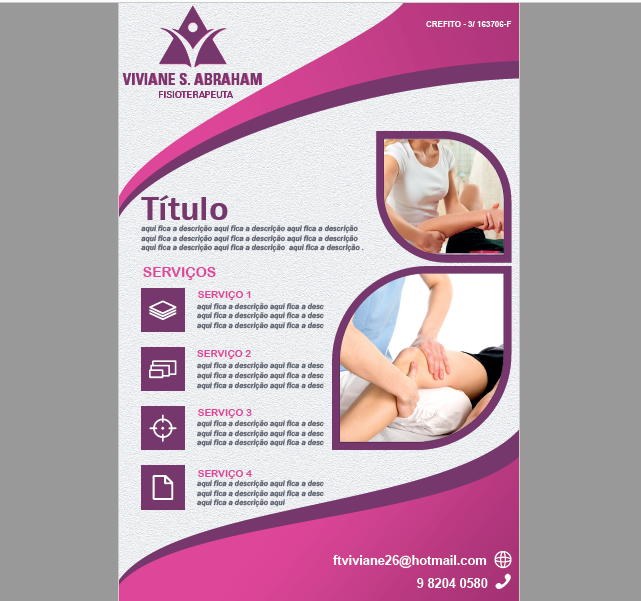 CREFITO - 3/ 163706-F
VIVIANE S. ABRAHAM
FISIOTERAPEUTA
Título
aqui fica a descrição aqui fica a descrição aqui fica a descrição
aqui fica a descrição aqui fica a descrição aqui fica a descrição
aqui fica a descrição aqui fica a descrição  aqui fica a descrição .
SERVIÇOS
SERVIÇO 1
aqui fica a descrição aqui fica a desc
aqui fica a descrição aqui fica a desc
aqui fica a descrição aqui fica a desc
SERVIÇO 2
aqui fica a descrição aqui fica a desc
aqui fica a descrição aqui fica a desc
aqui fica a descrição aqui fica a desc
SERVIÇO 3
aqui fica a descrição aqui fica a desc
aqui fica a descrição aqui fica a desc
aqui fica a descrição aqui fica a desc
SERVIÇO 4
aqui fica a descrição aqui fica a desc
aqui fica a descrição aqui fica a desc
aqui fica a descrição aqui
ftviviane26@hotmail.com
9 8204 0580